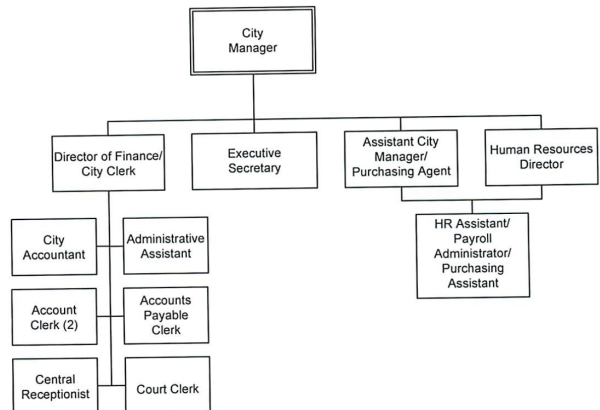 City
Manager
Director of Finance/
City Clerk
Executive
Secretary
Assistant City
Manager/
Purchasing Agent
Human Resources
Director
HR Assistant/
Payroll
Administrator/
Purchasing
Assistant
City
Accountant
Administrative
Assistant
Account
Clerk (2)
Accounts
Payable
Clerk
Central
Receptionist
Court Clerk